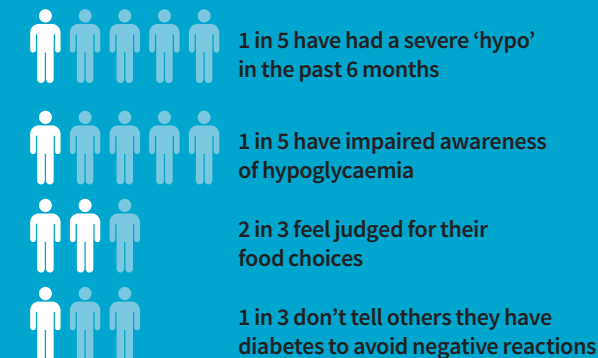 1 in 5 have had a severe ‘hypo’
in the past 6 months
1 in 5 have impaired awareness
of hypoglycaemia
2 in 3 feel judged for their
food choices
1 in 3 don’t tell others they have
diabetes to avoid negative reactions